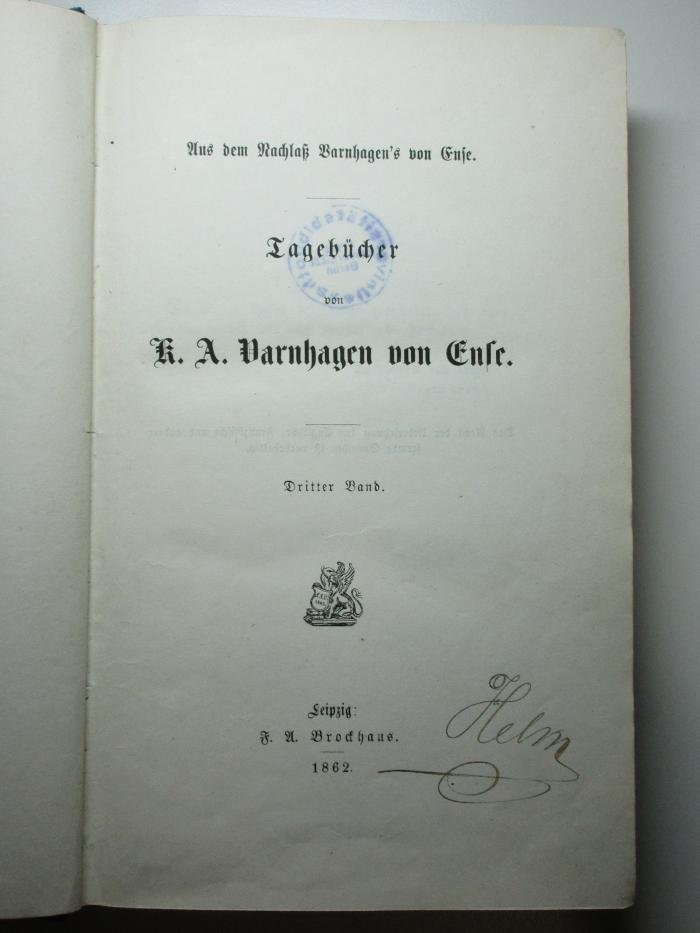 Aus dem Nachlaß Varnhagen's von Ense.
Tagebücher
von
K. A. Varnhagen von Ense.
Dritter Band.
Leipzig:
F. A. Brockhaus.
1862.
Helm